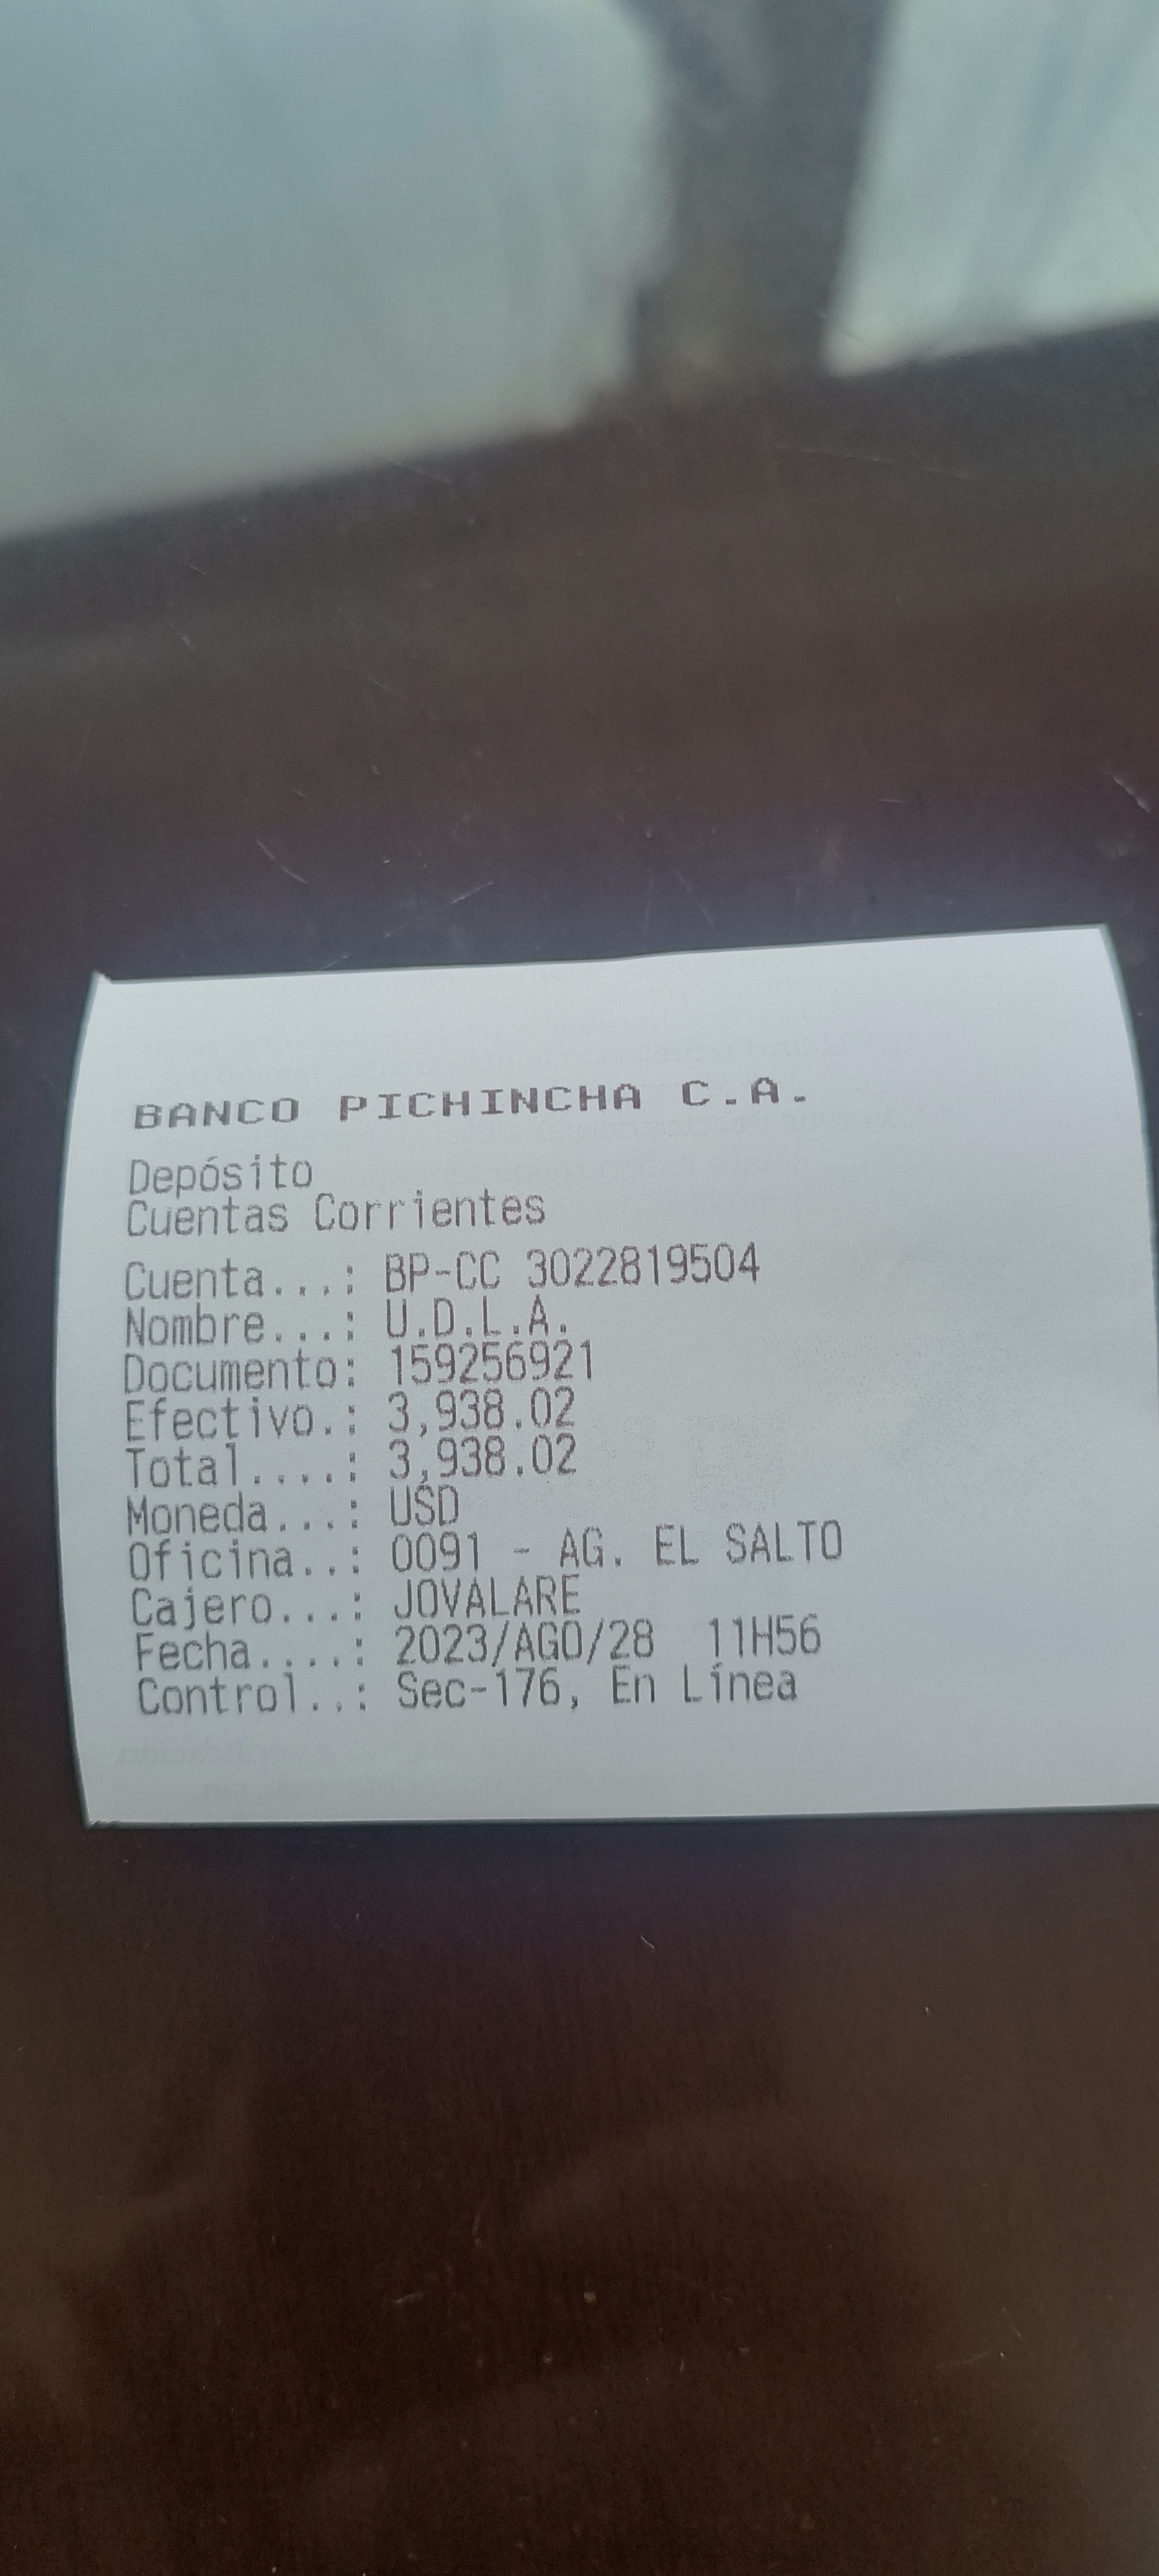 BANCO PICHINCHA C.A.
Depósito
Cuentas Corrientes
Cuenta...: BP-CC 3022819504
Nombre...: U.D.L.A.
Documento: 159256921
Efectivo.: 3,938.02
Total....: 3,938.02
Moneda...: USD
Oficina..: 0091 - AG. EL SALTO
Cajero...: JOVALARE
Fecha....: 2023/AGO/28 11H56
Control..: Sec-176, En Línea